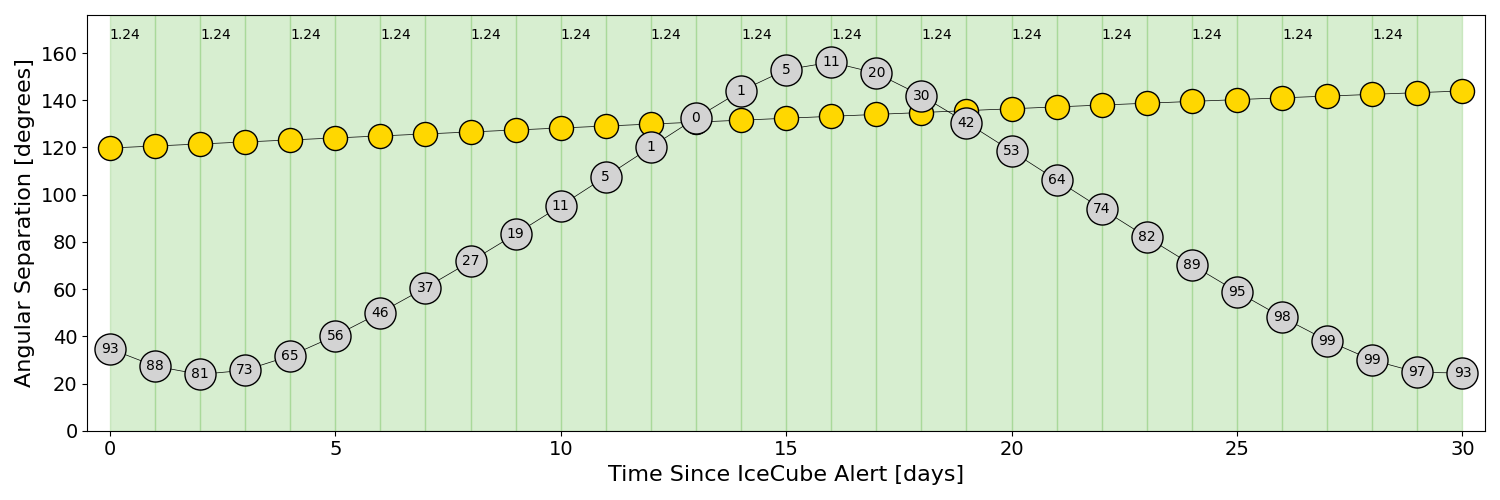 1.24 1.24 1.24 1.24 1.24 1.24 1.24 1.24 1.24 1.24 1.24 1.24 1.24 1.24 1.24
Angular Separation [degrees]
160
140
120
100
80
60
40
20
0
93 88 81 73 65 56 46 37 27 19 11 5 1 0 1 5 11 20 30 42 53 64 74 82 89 95 98 99 99 97 93
0 5 10 15 20 25 30
Time Since IceCube Alert [days]